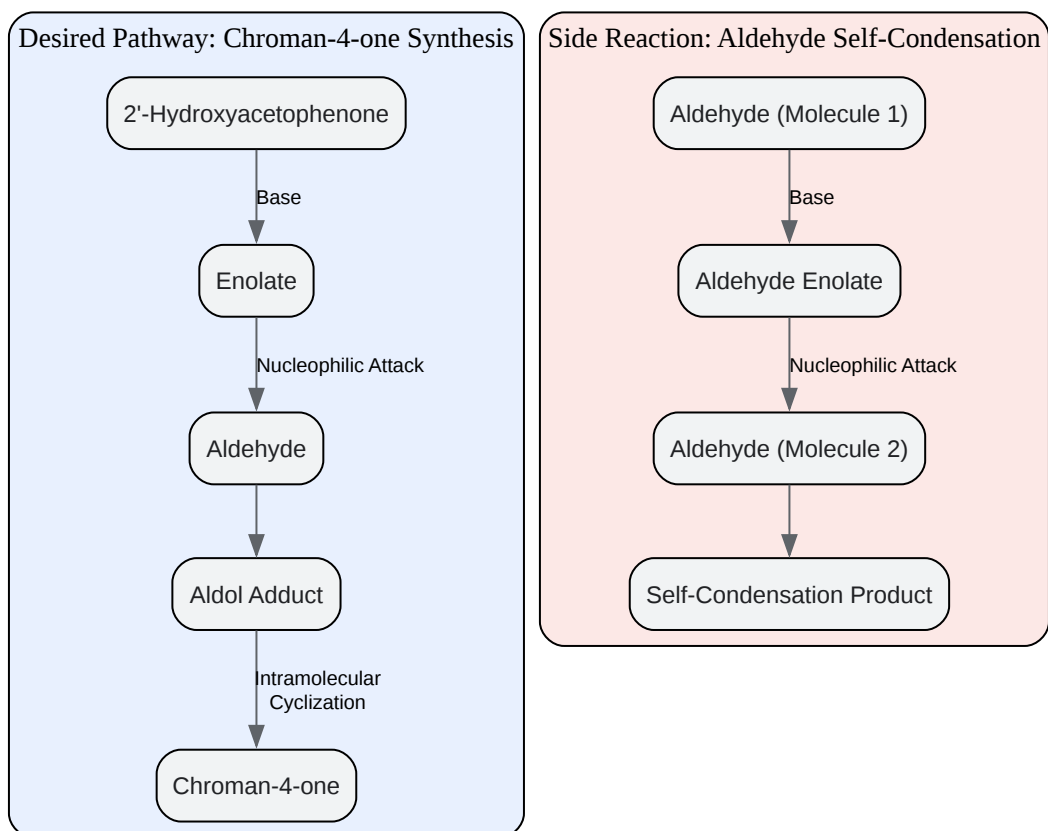 Desired Pathway: Chroman-4-one Synthesis
2'-Hydroxyacetophenone
Base
Enolate
Nucleophilic Attack
Aldehyde
Aldol Adduct
Intramolecular
Cyclization
Chroman-4-one
Side Reaction: Aldehyde Self-Condensation
Aldehyde (Molecule 1)
Base
Aldehyde Enolate
Nucleophilic Attack
Aldehyde (Molecule 2)
Self-Condensation Product